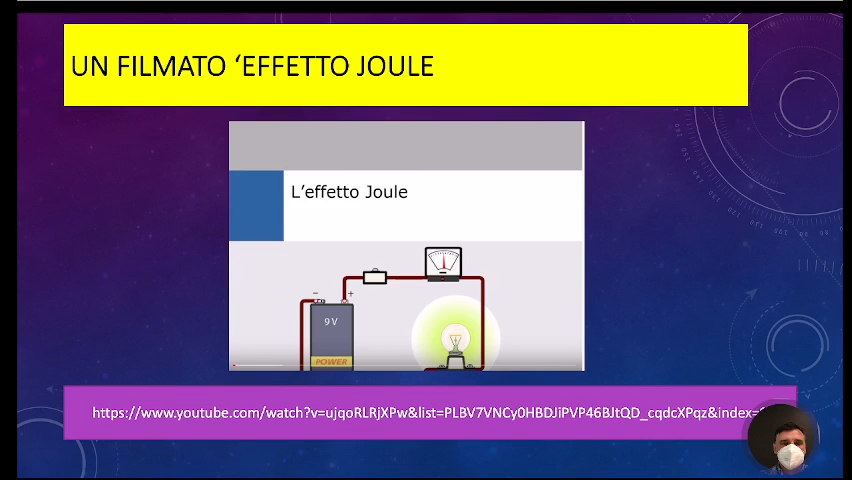 UN FILMATO ‘EFFETTO JOULE
L’effetto Joule
− +
9 V
POWER
https://www.youtube.com/watch?v=ujqoRLRjXPw&list=PLBV7VNCy0HBDJiPVP46BJtQD_cqdcXPqz&index=